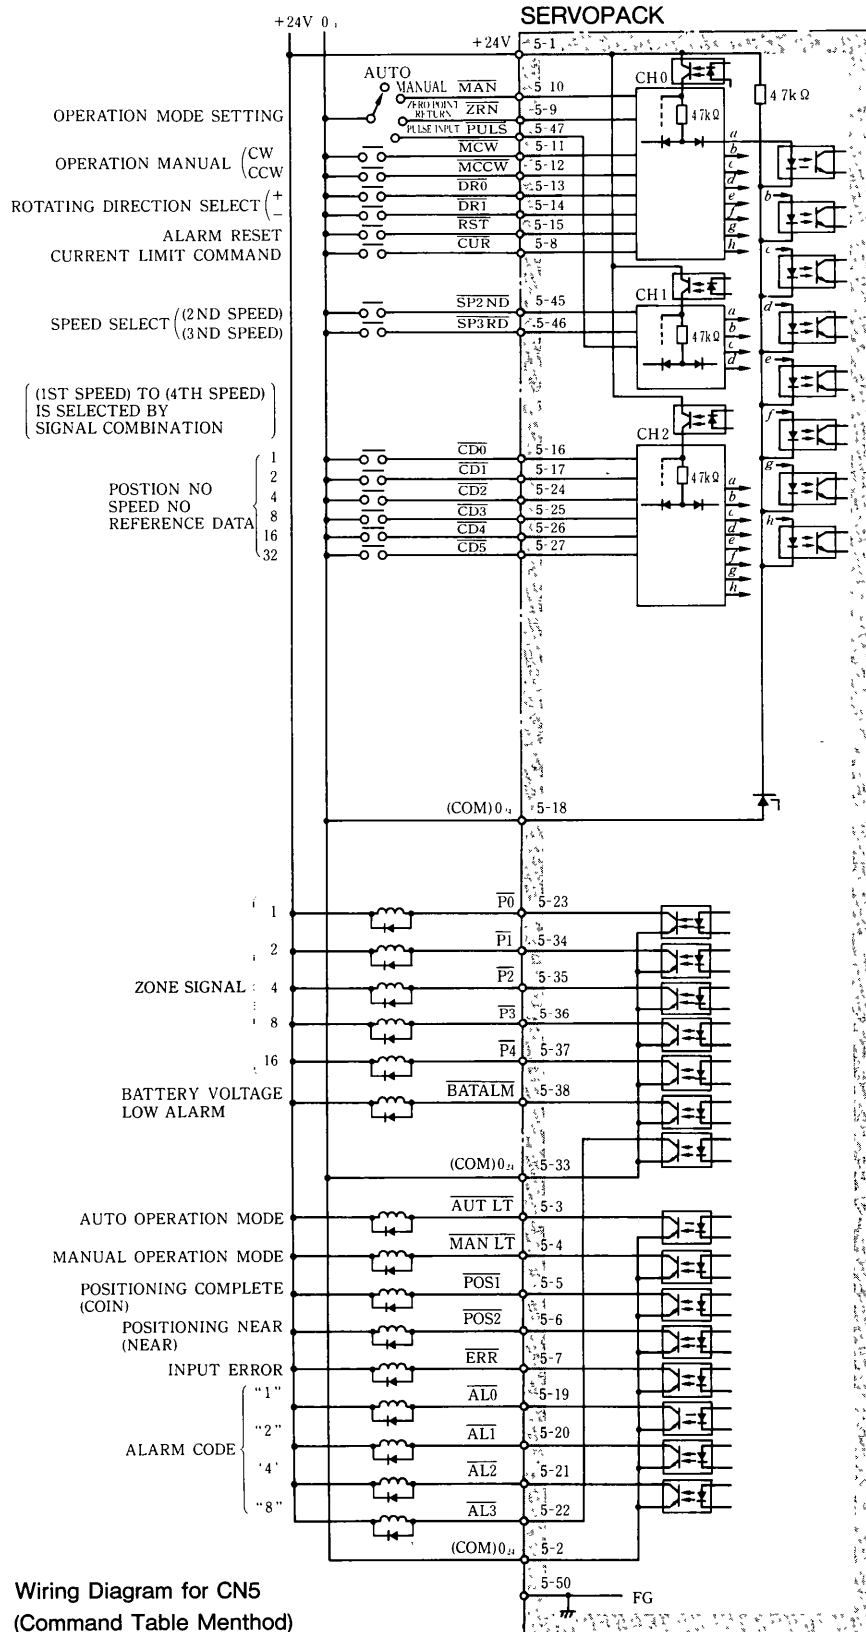 SERVOPACK
+24V 0
+24V 5-1
AUTO
MANUAL MAN 5-10
CH0
47kΩ
ZERO POINT RETURN ZRN 5-9
OPERATION MODE SETTING
47kΩ
PULSE INPUT PULS 5-47
a
OPERATION MANUAL (CW MCW 5-11
b
c
CCW MCCW 5-12
d
ROTATING DIRECTION SELECT (+ DR0 5-13
e
− DR1 5-14
f
b
ALARM RESET RST 5-15
g
CURRENT LIMIT COMMAND CUR 5-8
h
c
CH1
SPEED SELECT ((2ND SPEED) SP2ND 5-45
a
d
(3ND SPEED) SP3RD 5-46
47kΩ
b
c
d
e
(1ST SPEED) TO (4TH SPEED)
IS SELECTED BY
SIGNAL COMBINATION
f
CH2
1 CD0 5-16
g
2 CD1 5-17
47kΩ
a
POSTION NO
SPEED NO
REFERENCE DATA
4 CD2 5-24
b
8 CD3 5-25
c
h
16 CD4 5-26
d
32 CD5 5-27
e
f
g
h
(COM)0 5-18
1 P0 5-23
2 P1 5-34
ZONE SIGNAL 4 P2 5-35
8 P3 5-36
16 P4 5-37
BATTERY VOLTAGE
LOW ALARM
BATALM 5-38
(COM)024 5-33
AUTO OPERATION MODE AUT LT 5-3
MANUAL OPERATION MODE MAN LT 5-4
POSITIONING COMPLETE
(COIN)
POS1 5-5
POSITIONING NEAR
(NEAR)
POS2 5-6
INPUT ERROR ERR 5-7
"1" AL0 5-19
"2" AL1 5-20
ALARM CODE
'4' AL2 5-21
"8" AL3 5-22
(COM)024 5-2
5-50
FG
Wiring Diagram for CN5
(Command Table Menthod)